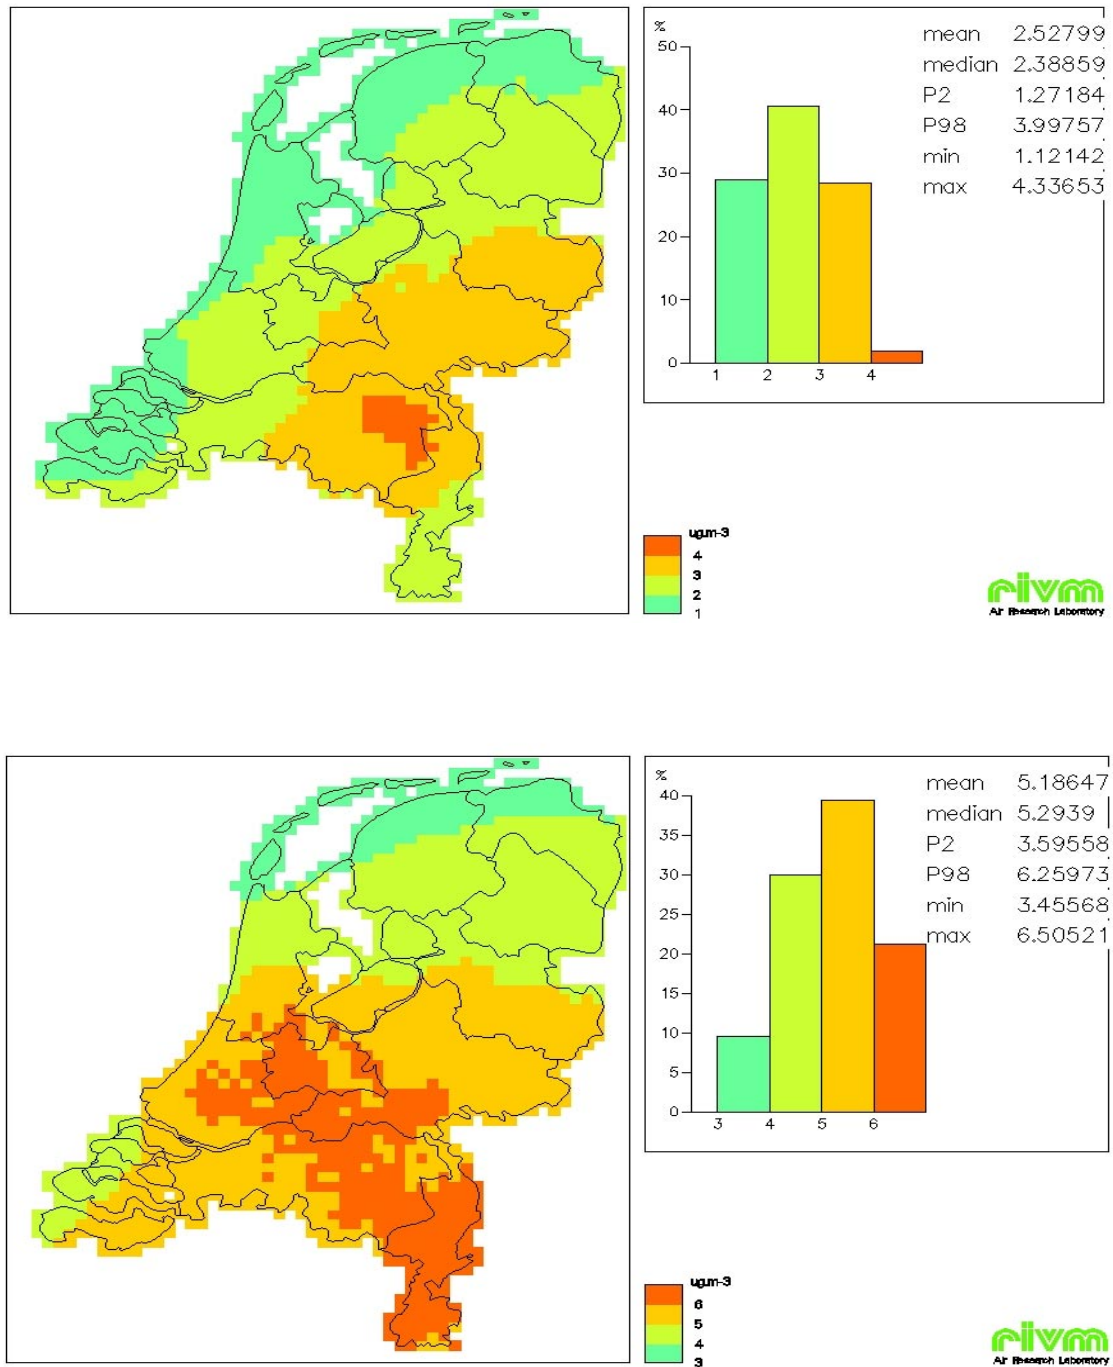 %
50
40
30
20
10
0
1 2 3 4
mean 2.52799
median 2.38859
P2 1.27184
P98 3.99757
min 1.12142
max 4.33653
ugm-3
4
3
2
1
rivm
Air Research Laboratory
%
40
35
30
25
20
15
10
5
0
3 4 5 6
mean 5.18647
median 5.2939
P2 3.59558
P98 6.25973
min 3.45568
max 6.50521
ugm-3
6
5
4
3
rivm
Air Research Laboratory